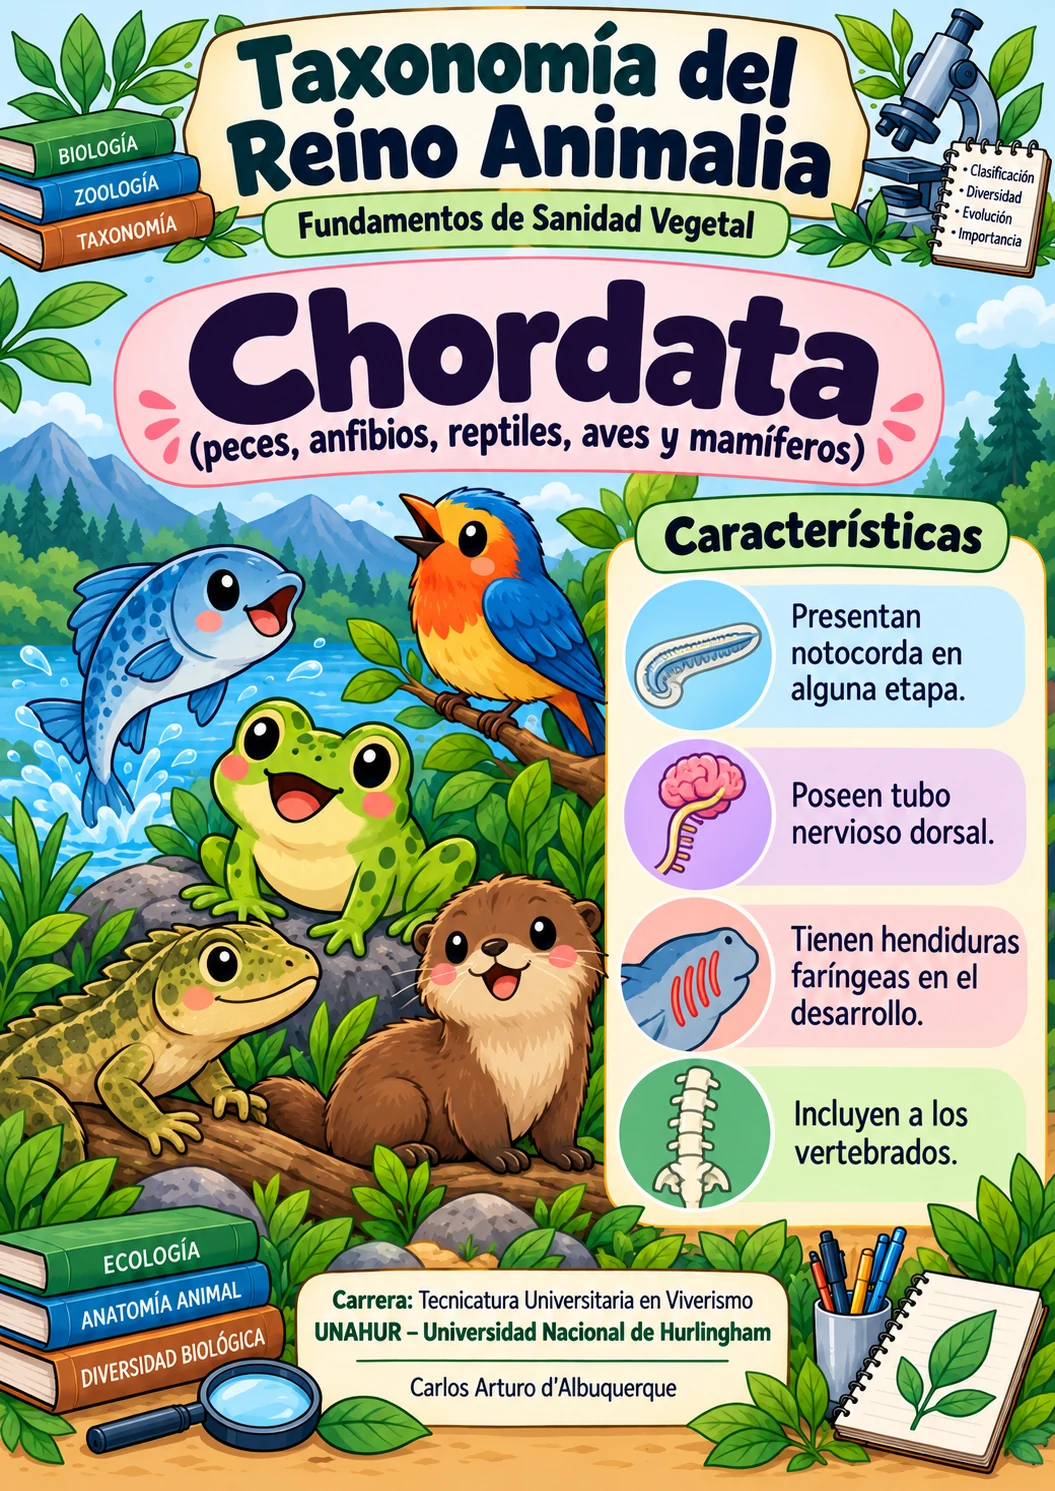 Taxonomía del
Reino Animalia
Fundamentos de Sanidad Vegetal
BIOLOGÍA
ZOOLOGÍA
TAXONOMÍA
• Clasificación
• Diversidad
• Evolución
• Importancia
Chordata
(peces, anfibios, reptiles, aves y mamíferos)
Características
Presentan
notocorda en
alguna etapa.
Poseen tubo
nervioso dorsal.
Tienen hendiduras
faríngeas en el
desarrollo.
Incluyen a los
vertebrados.
ECOLOGÍA
ANATOMÍA ANIMAL
DIVERSIDAD BIOLÓGICA
Carrera: Tecnicatura Universitaria en Viverismo
UNAHUR – Universidad Nacional de Hurlingham
Carlos Arturo d'Albuquerque